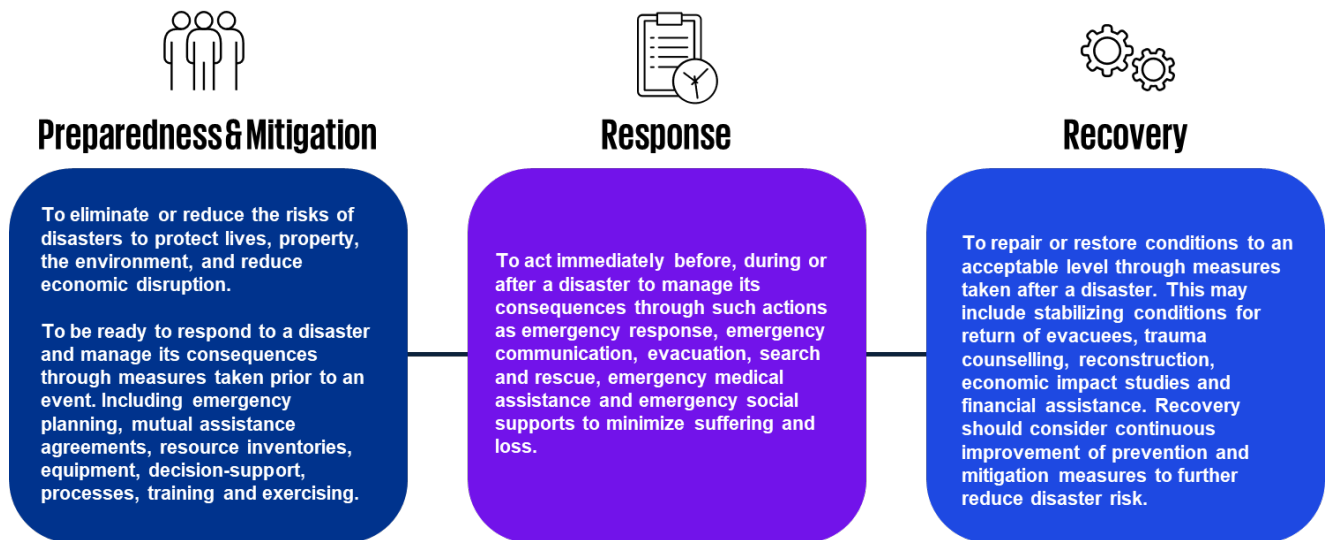 Preparedness & Mitigation
To eliminate or reduce the risks of
disasters to protect lives, property,
the environment, and reduce
economic disruption.
To be ready to respond to a disaster
and manage its consequences
through measures taken prior to an
event. Including emergency
planning, mutual assistance
agreements, resource inventories,
equipment, decision-support,
processes, training and exercising.
Response
To act immediately before, during or
after a disaster to manage its
consequences through such actions
as emergency response, emergency
communication, evacuation, search
and rescue, emergency medical
assistance and emergency social
supports to minimize suffering and
loss.
Recovery
To repair or restore conditions to an
acceptable level through measures
taken after a disaster. This may
include stabilizing conditions for
return of evacuees, trauma
counselling, reconstruction,
economic impact studies and
financial assistance. Recovery
should consider continuous
improvement of prevention and
mitigation measures to further
reduce disaster risk.